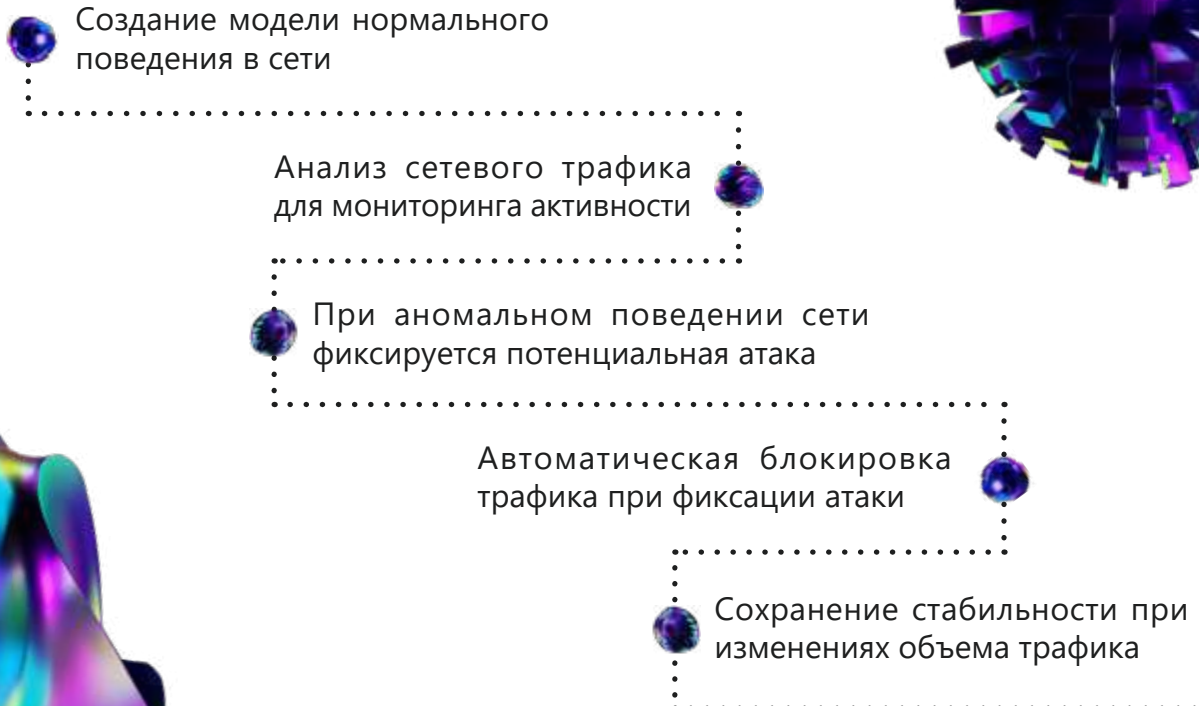 Создание модели нормального
поведения в сети
Анализ сетевого трафика
для мониторинга активности
При аномальном поведении сети
фиксируется потенциальная атака
Автоматическая блокировка
трафика при фиксации атаки
Сохранение стабильности при
изменениях объема трафика